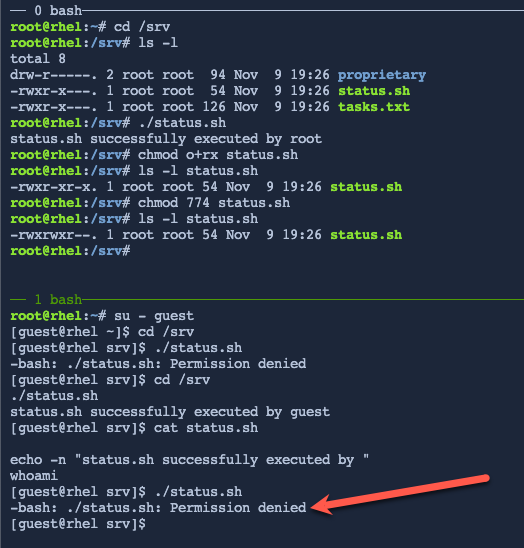 — 0 bash
root@rhel:~# cd /srv
root@rhel:/srv# ls -l
total 8
drw-r-----. 2 root root  94 Nov  9 19:26 proprietary
-rwxr-x---. 1 root root  54 Nov  9 19:26 status.sh
-rwxr-x---. 1 root root 126 Nov  9 19:26 tasks.txt
root@rhel:/srv# ./status.sh
status.sh successfully executed by root
root@rhel:/srv# chmod o+rx status.sh
root@rhel:/srv# ls -l status.sh
-rwxr-xr-x. 1 root root 54 Nov  9 19:26 status.sh
root@rhel:/srv# chmod 774 status.sh
root@rhel:/srv# ls -l status.sh
-rwxrwxr--. 1 root root 54 Nov  9 19:26 status.sh
root@rhel:/srv#
— 1 bash
root@rhel:~# su - guest
[guest@rhel ~]$ cd /srv
[guest@rhel srv]$ ./status.sh
-bash: ./status.sh: Permission denied
[guest@rhel srv]$ cd /srv
./status.sh
status.sh successfully executed by guest
[guest@rhel srv]$ cat status.sh
echo -n "status.sh successfully executed by "
whoami
[guest@rhel srv]$ ./status.sh
-bash: ./status.sh: Permission denied
[guest@rhel srv]$